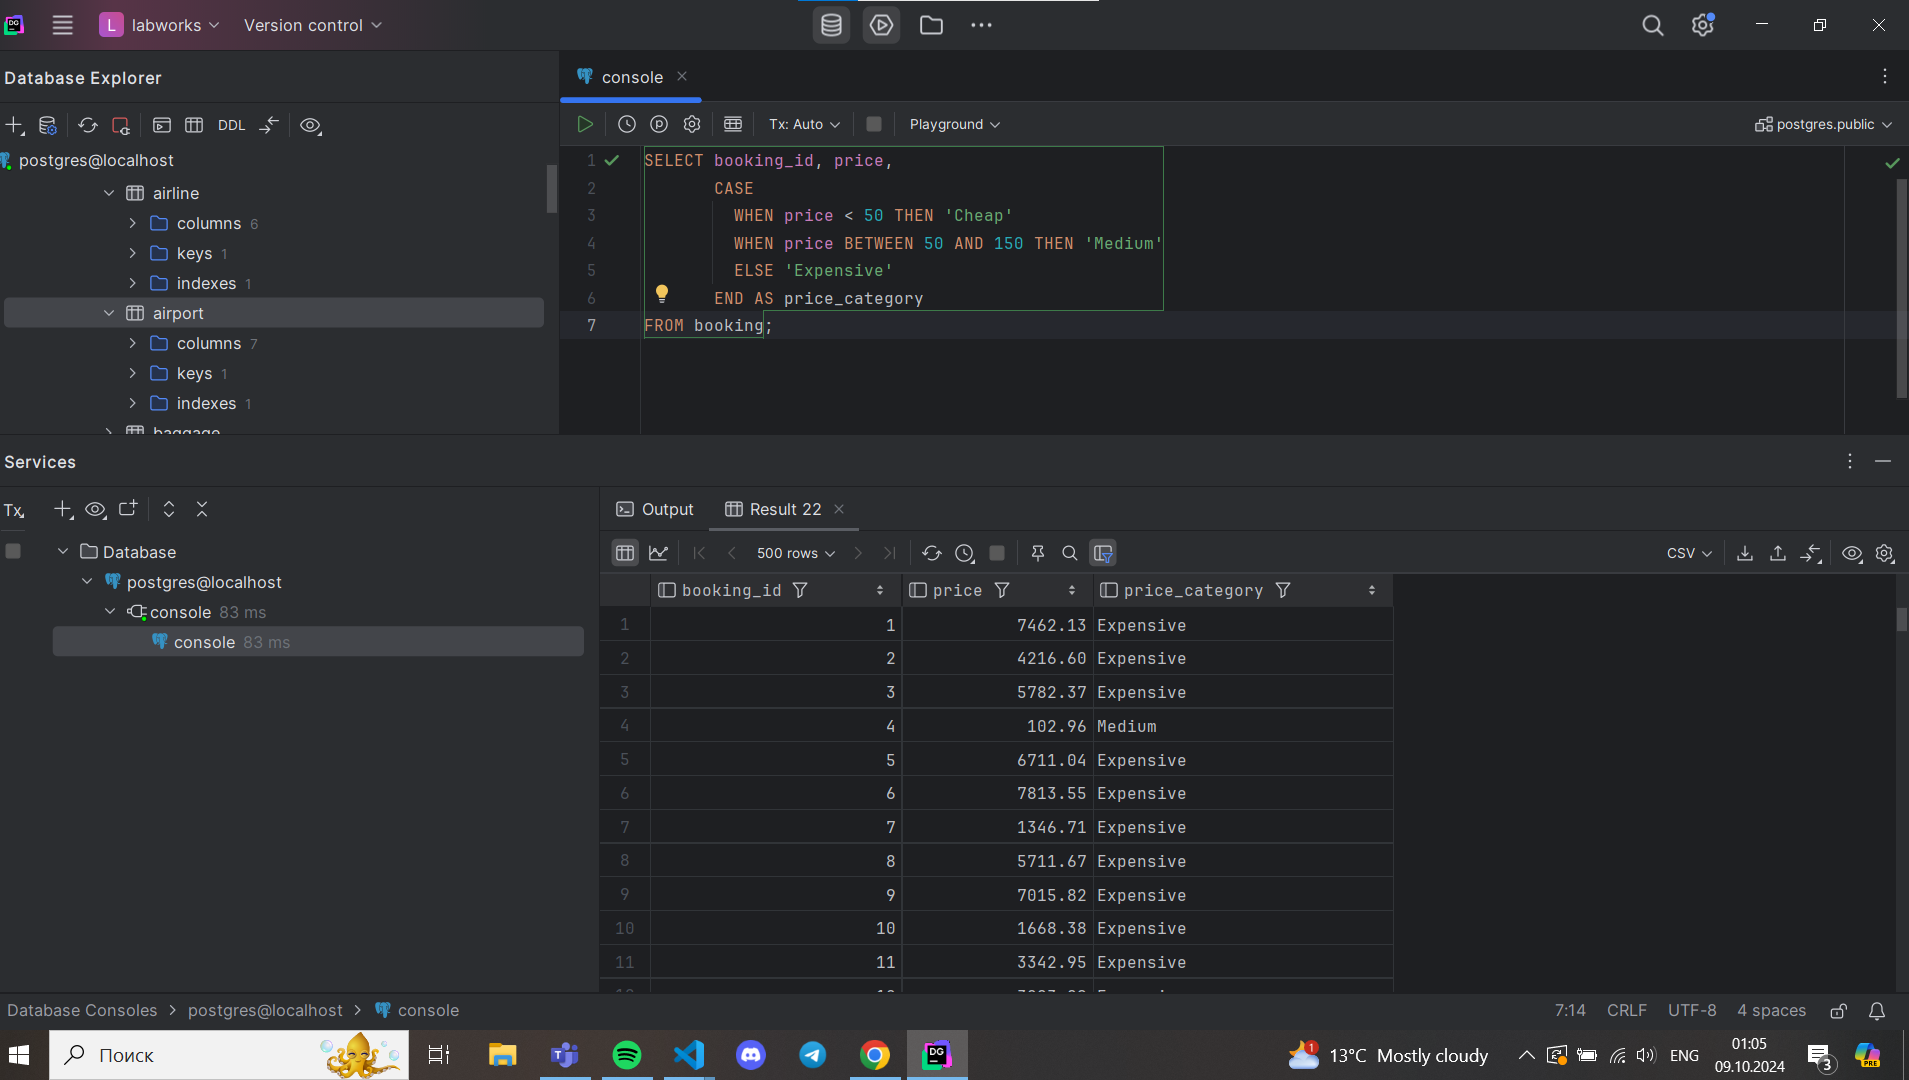 L labworks Version control
Database Explorer
console
DDL
Tx: Auto Playground postgres.public
postgres@localhost
airline
columns 6
keys 1
indexes 1
airport
columns 7
keys 1
indexes 1
baggage
1 SELECT booking_id, price,
2 CASE
3 WHEN price < 50 THEN 'Cheap'
4 WHEN price BETWEEN 50 AND 150 THEN 'Medium'
5 ELSE 'Expensive'
6 END AS price_category
7 FROM booking;
Services
Tx
Database
postgres@localhost
console 83 ms
console 83 ms
Output Result 22
500 rows CSV
booking_id price price_category
1 1 7462.13 Expensive
2 2 4216.60 Expensive
3 3 5782.37 Expensive
4 4 102.96 Medium
5 5 6711.04 Expensive
6 6 7813.55 Expensive
7 7 1346.71 Expensive
8 8 5711.67 Expensive
9 9 7015.82 Expensive
10 10 1668.38 Expensive
11 11 3342.95 Expensive
Database Consoles > postgres@localhost > console
7:14 CRLF UTF-8 4 spaces
Поиск
DG
1 13°C Mostly cloudy
ENG
01:05
09.10.2024
3
PRE